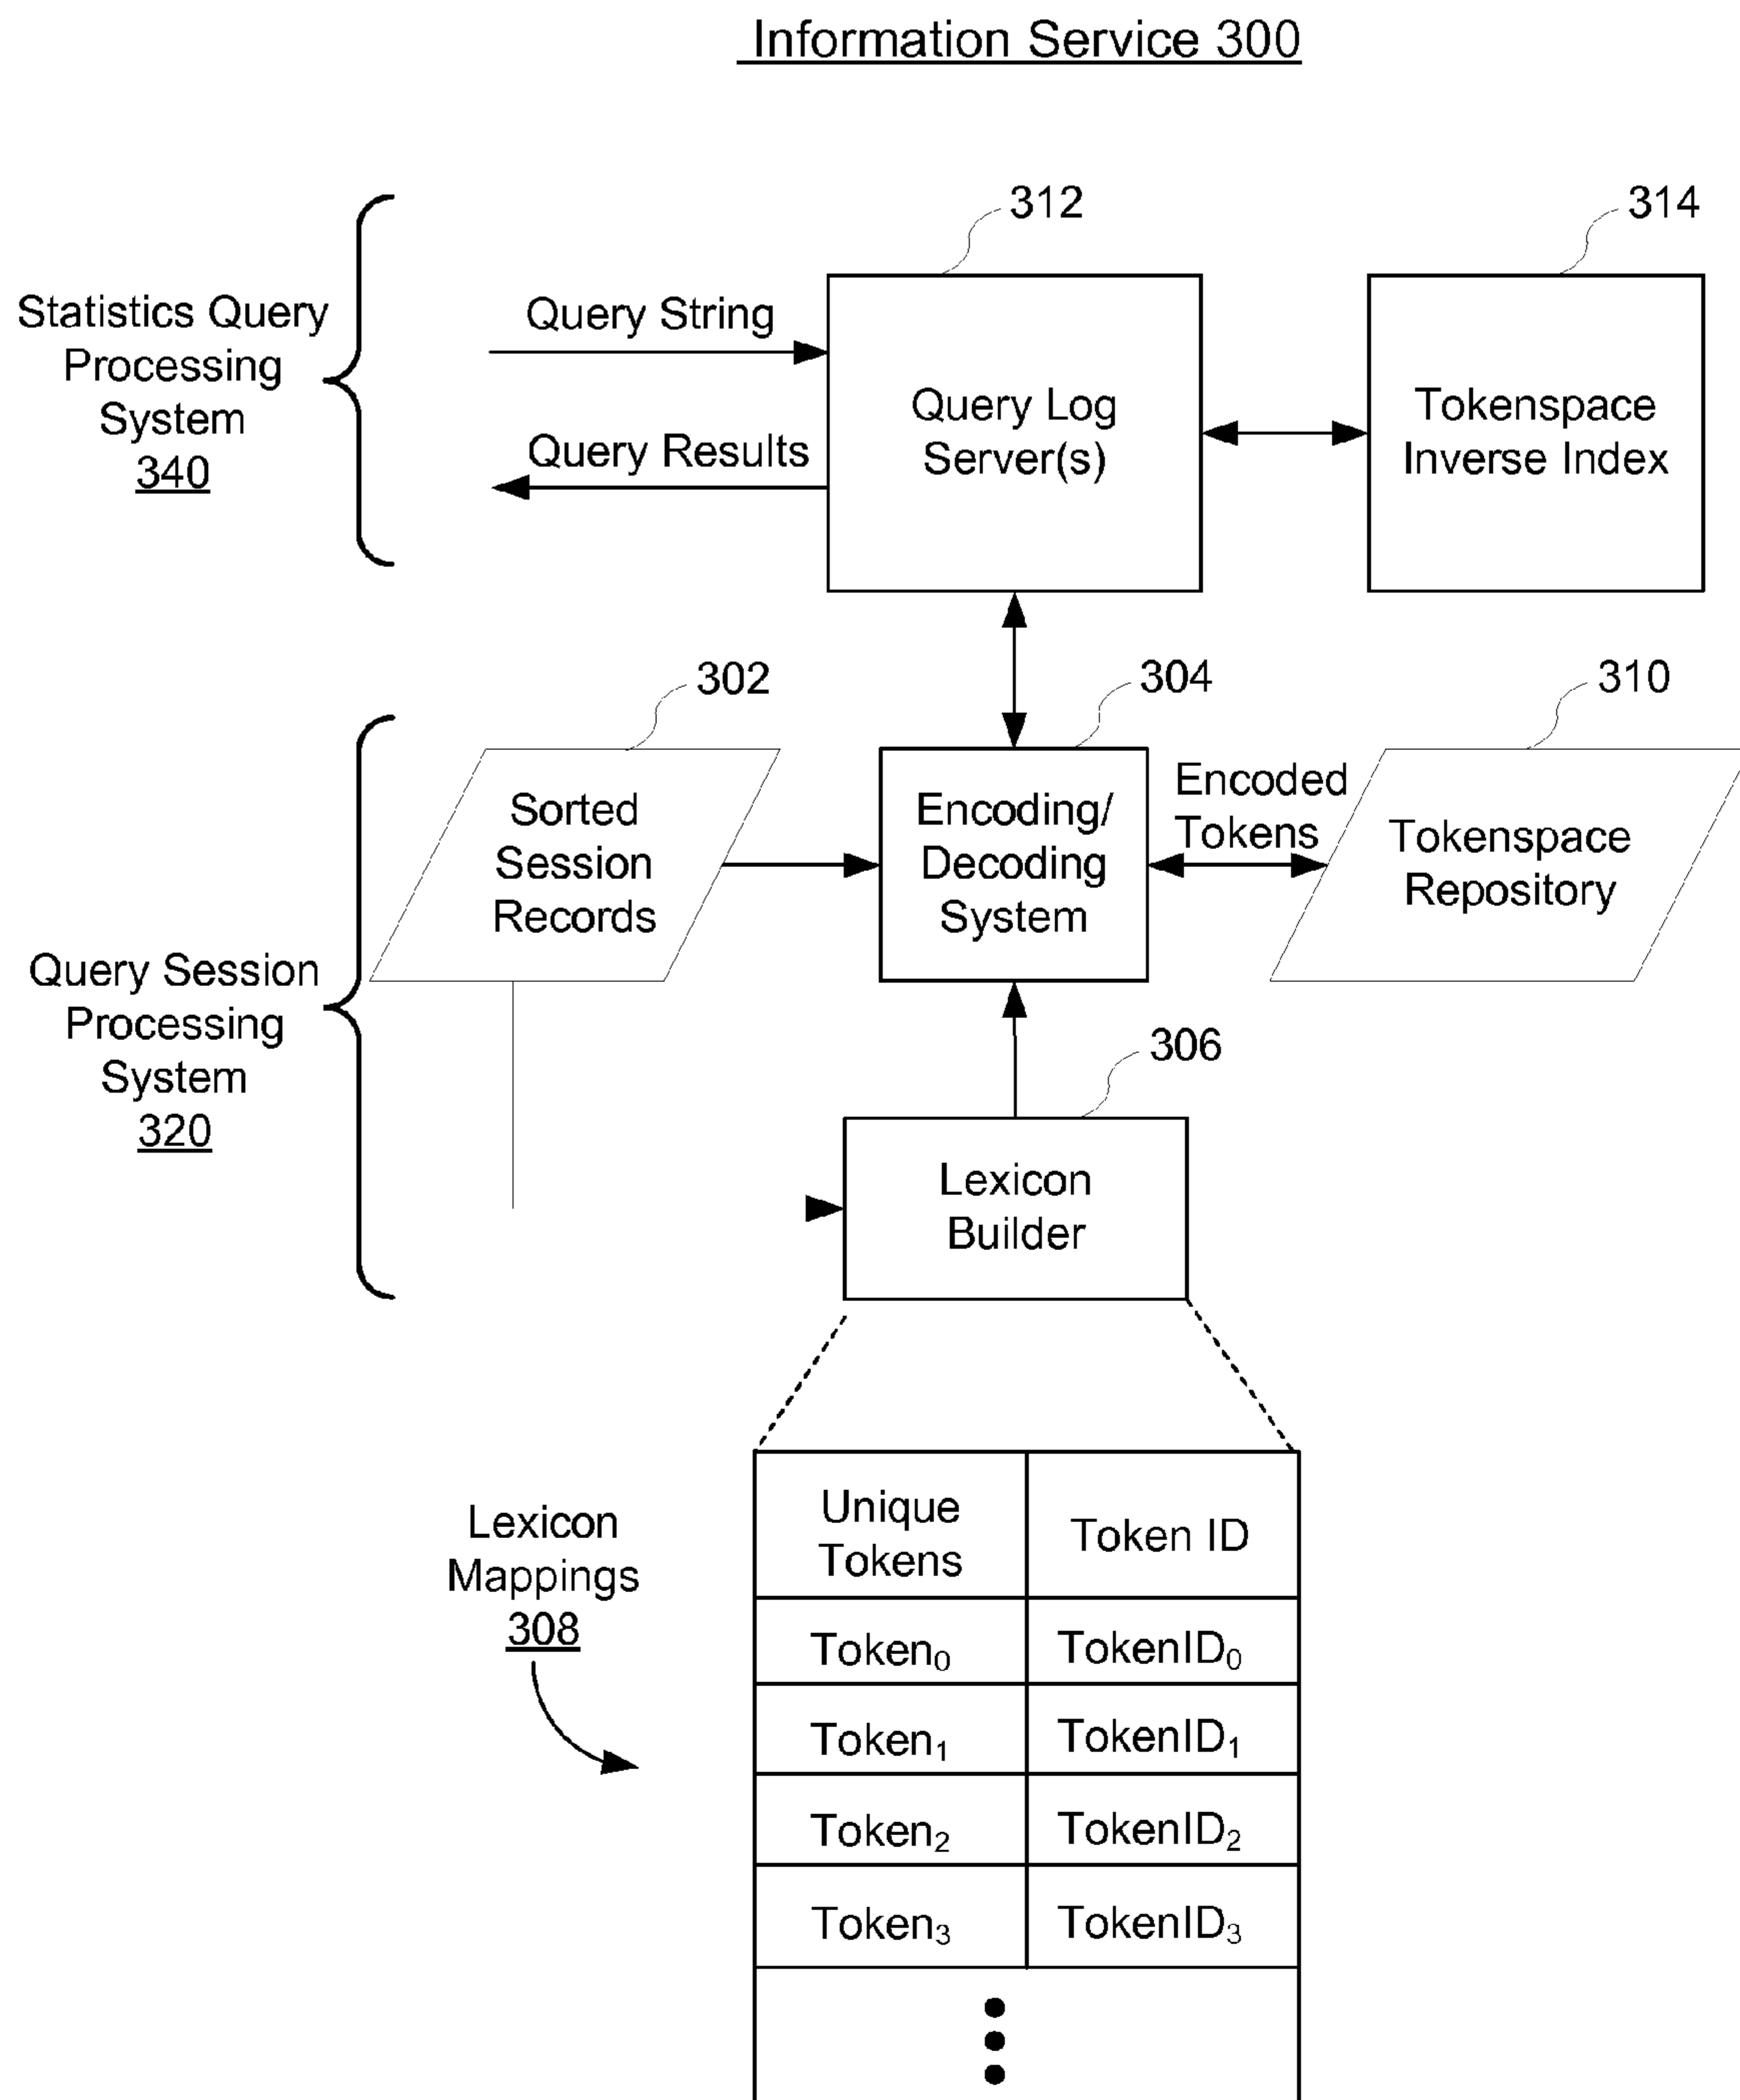 Information Service 300
312
314
Statistics Query
Processing
System
340
Query String
Query Results
Query Log
Server(s)
Tokenspace
Inverse Index
302
304
310
Sorted
Session
Records
Encoding/
Decoding
System
Encoded
Tokens
Tokenspace
Repository
Query Session
Processing
System
320
306
Lexicon
Builder
Lexicon
Mappings
308
Unique
Tokens
Token ID
Token₀
TokenID₀
Token₁
TokenID₁
Token₂
TokenID₂
Token₃
TokenID₃